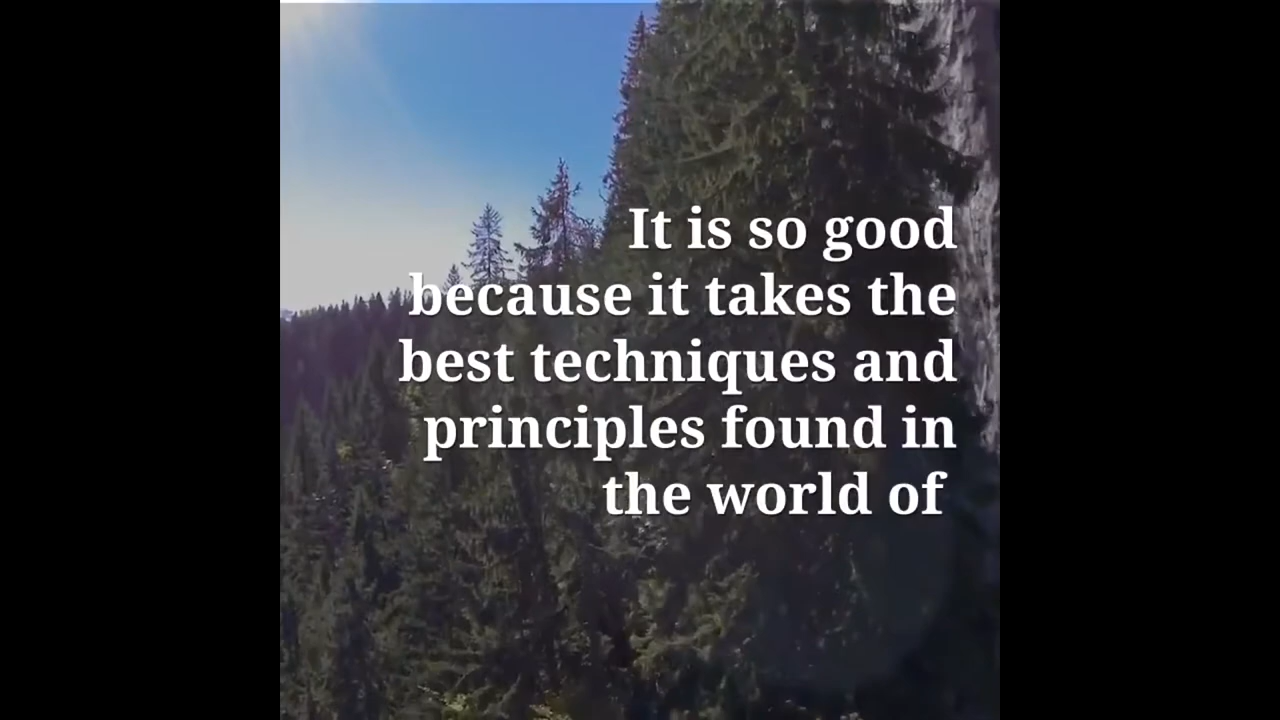 It is so good
because it takes the
best techniques and
principles found in
the world of